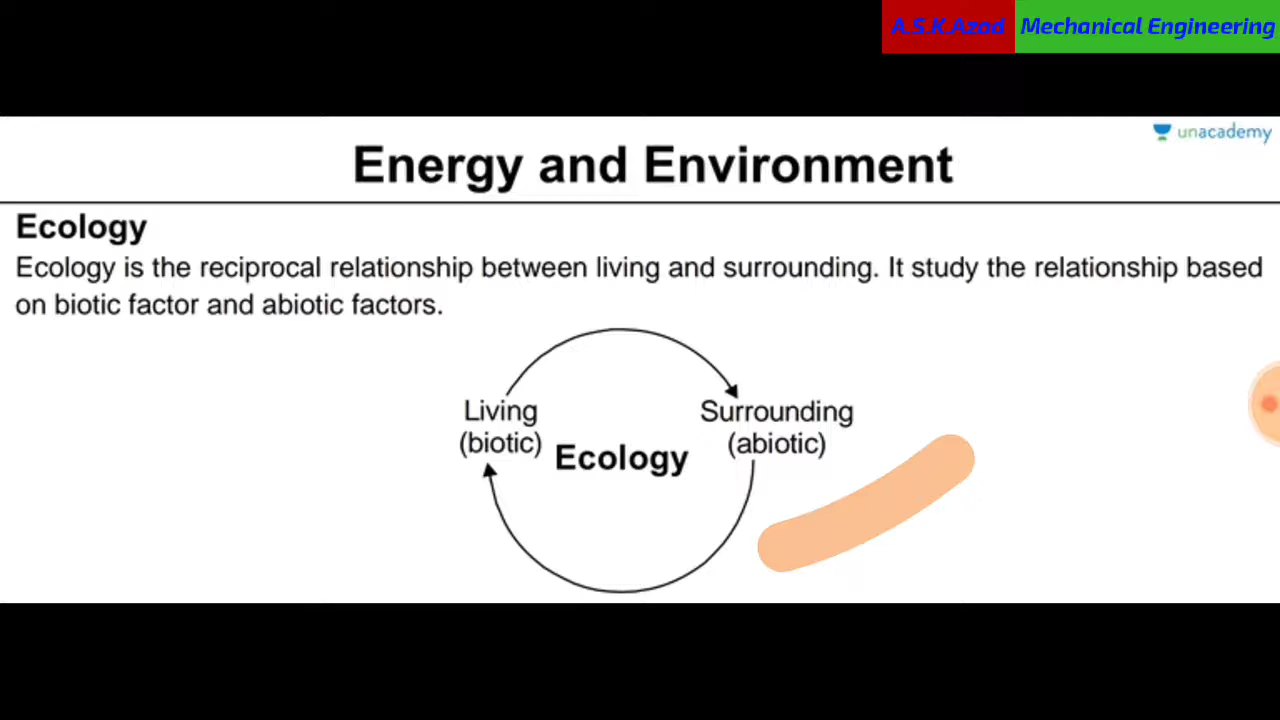 A.S.K.Azad Mechanical Engineering
unacademy
Energy and Environment
Ecology
Ecology is the reciprocal relationship between living and surrounding. It study the relationship based
on biotic factor and abiotic factors.
Living
(biotic)
Ecology
Surrounding
(abiotic)